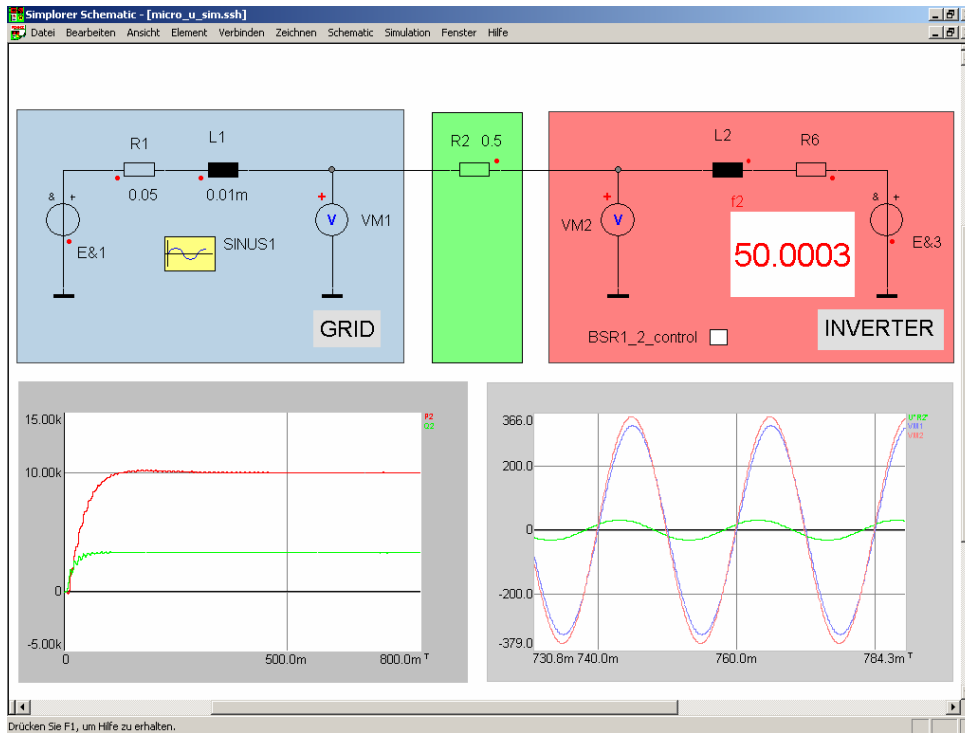 Simplorer Schematic - [micro_u_sim.ssh]
Datei Bearbeiten Ansicht Element Verbinden Zeichnen Schematic Simulation Fenster Hilfe
R1
L1
0.05
0.01m
& +
E&1
SINUS1
+
V
VM1
GRID
R2 0.5
L2
R6
+
V
VM2
f2
50.0003
& +
E&3
BSR1_2_control
INVERTER
15.00k
10.00k
0
-5.00k
0
500.0m
800.0m T
P2
Q2
366.0
200.0
0
-200.0
-379.0
730.8m 740.0m
760.0m
784.3m T
VM1
VM2
Drücken Sie F1, um Hilfe zu erhalten.